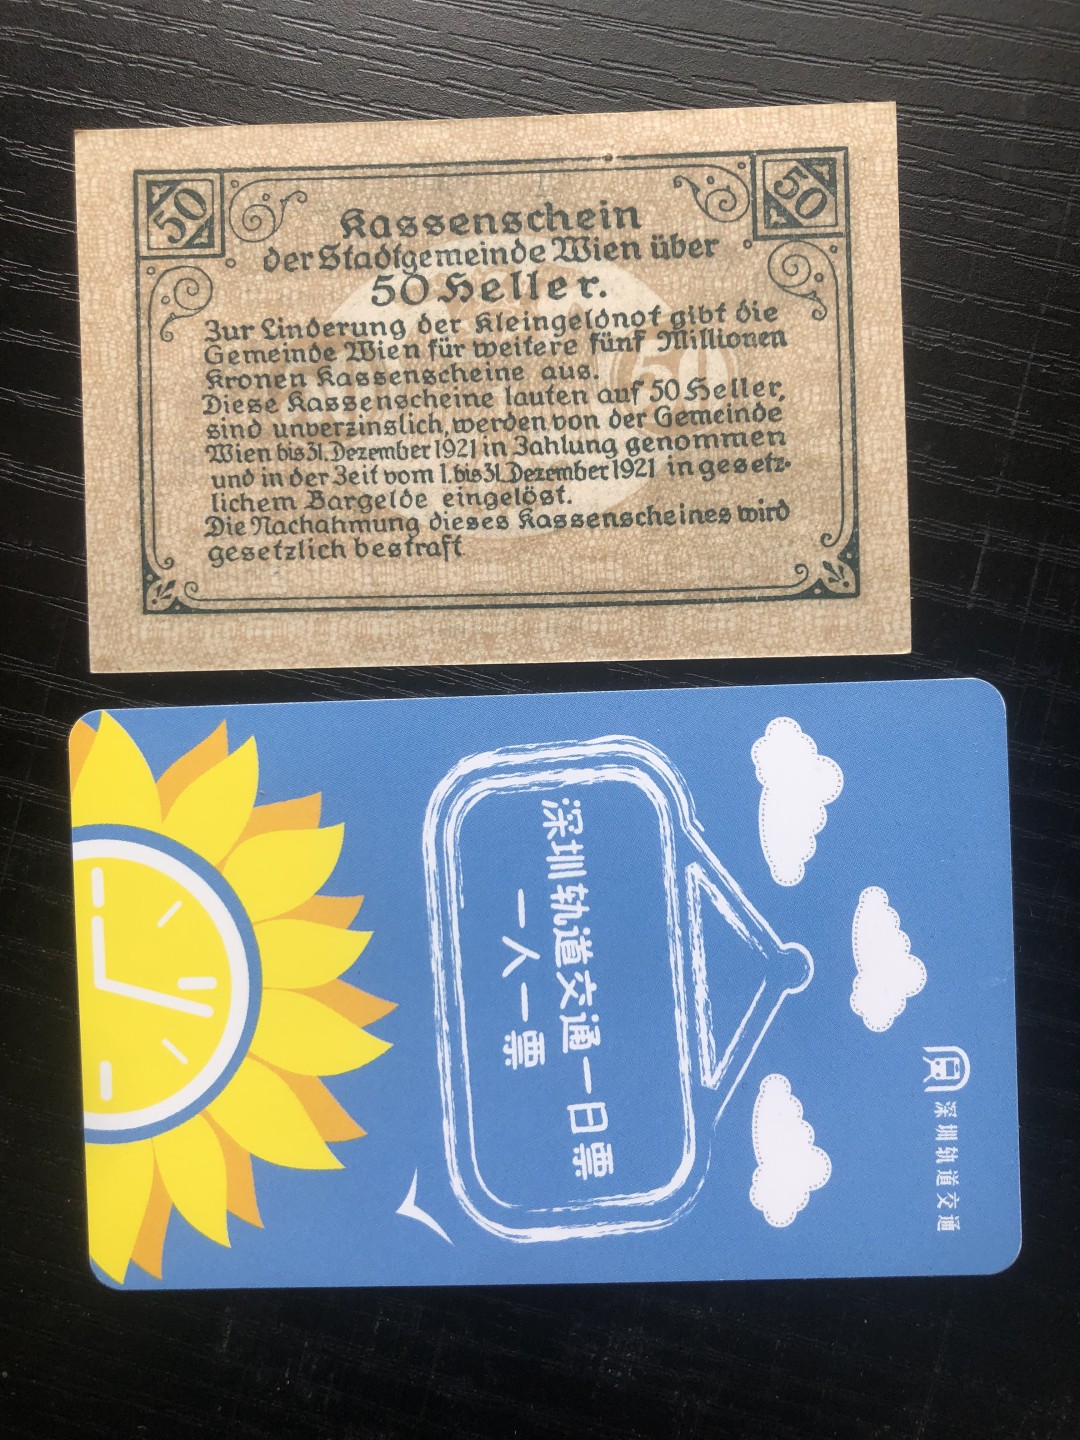 50
50
Kassenschein
der Stadtgemeinde Wien über
50 Heller.
Zur Linderung der Kleingeldnot gibt die
Gemeinde Wien für weitere fünf Millionen
Kronen Kassenscheine aus.
Diese Kassenscheine lauten auf 50 Heller,
sind unverzinslich, werden von der Gemeinde
Wien bis 31. Dezember 1921 in Zahlung genommen
und in der Zeit vom 1. bis 31. Dezember 1921 in gesetz-
lichem Bargelde eingelöst.
Die Nachahmung dieses Kassenscheines wird
gesetzlich bestraft
50
深圳轨道交通
深圳轨道交通一日票
一人一票